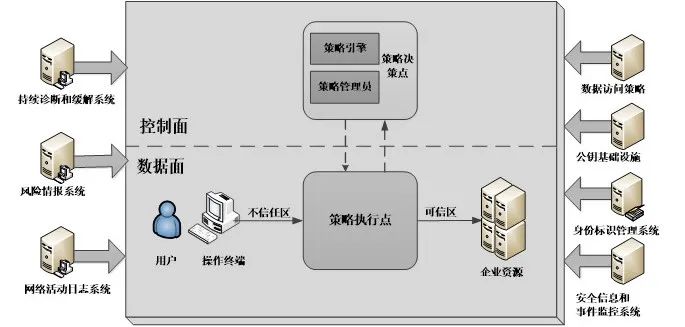 持续诊断和缓解系统
风险情报系统
网络活动日志系统
策略引擎
策略管理员
策略决
策点
控制面
数据面
用户
操作终端
不信任区
策略执行点
可信区
企业资源
数据访问策略
公钥基础设施
身份标识管理系统
安全信息和
事件监控系统